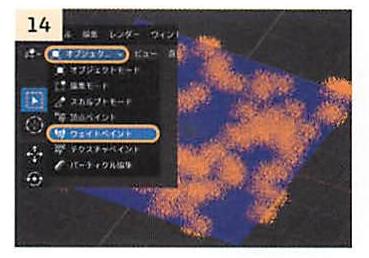 14
ル 編集 レンダー ウィンド
オブジェク… ビュー
オブジェクトモード
編集モード
スカルプトモード
頂点ペイント
ウェイトペイント
テクスチャペイント
パーティクル編集